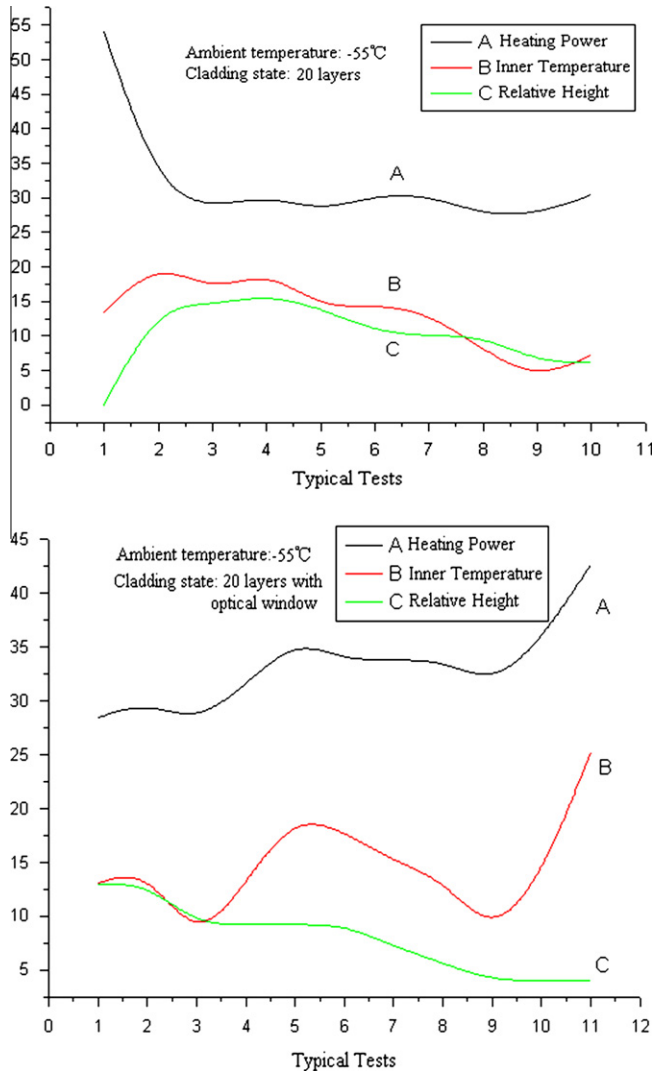 55
50
45
40
35
30
25
20
15
10
5
0
Ambient temperature: -55℃
Cladding state: 20 layers
A Heating Power
B Inner Temperature
C Relative Height
A
B
C
0 1 2 3 4 5 6 7 8 9 10 11
Typical Tests
45
40
35
30
25
20
15
10
5
Ambient temperature:-55℃
Cladding state: 20 layers with
optical window
A Heating Power
B Inner Temperature
C Relative Height
A
B
C
0 1 2 3 4 5 6 7 8 9 10 11 12
Typical Tests